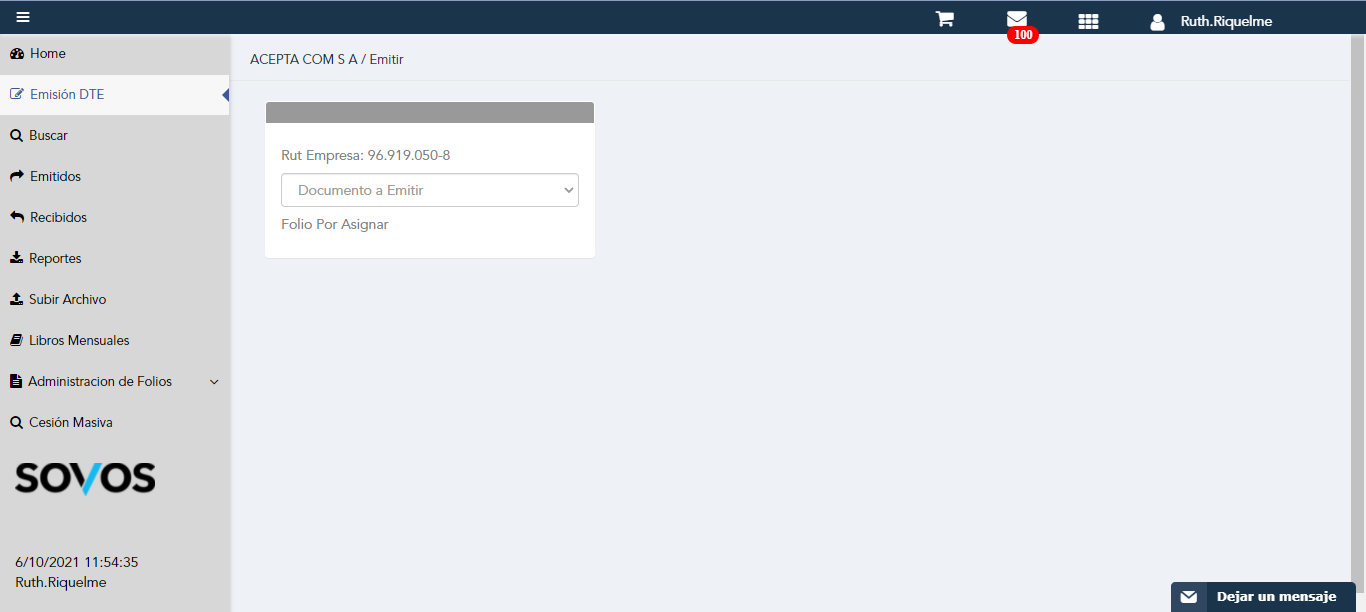 Ruth.Riquelme
100
Home
Emisión DTE
Buscar
Emitidos
Recibidos
Reportes
Subir Archivo
Libros Mensuales
Administracion de Folios
Cesión Masiva
SOVOS
6/10/2021 11:54:35
Ruth.Riquelme
ACEPTA COM S A / Emitir
Rut Empresa: 96.919.050-8
Documento a Emitir
Folio Por Asignar
Dejar un mensaje